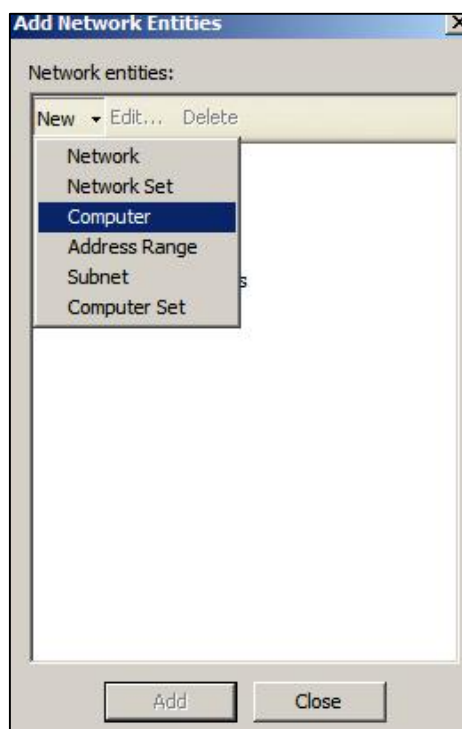 Add Network Entities
Network entities:
New Edit... Delete
Network
Network Set
Computer
Address Range
Subnet
Computer Set
s
Add Close